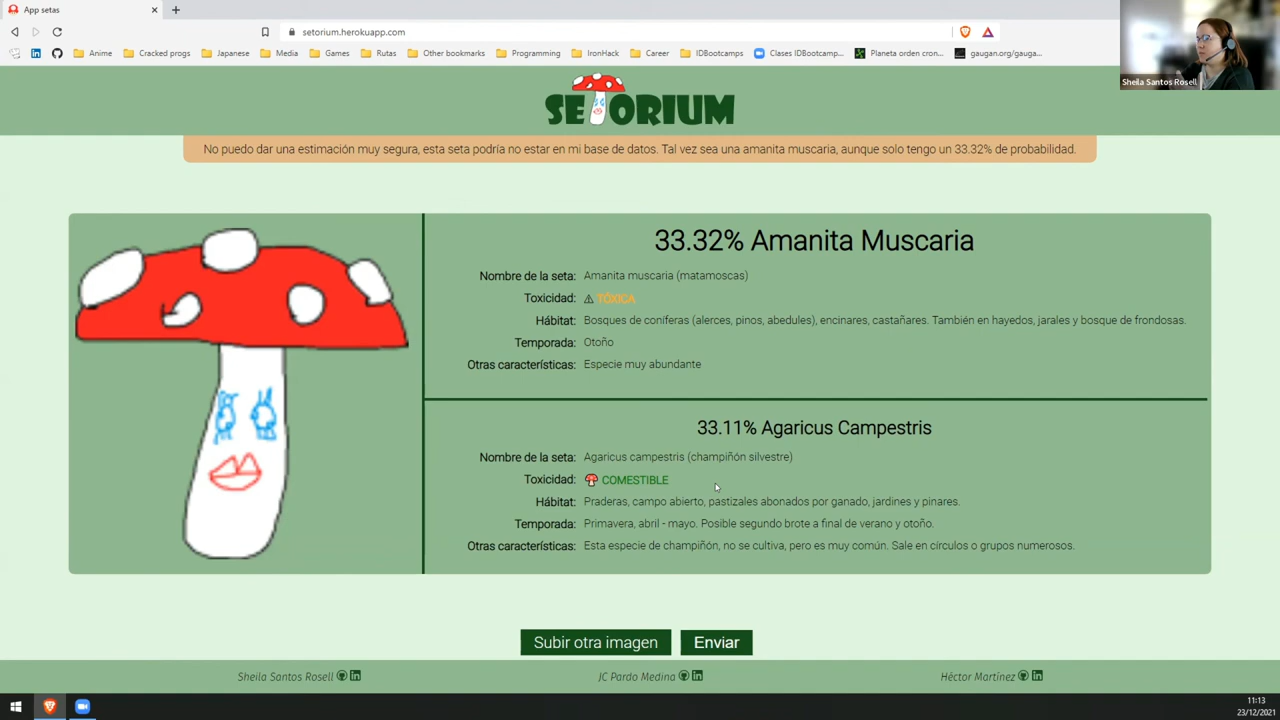 App setas
setorium.herokuapp.com
Anime Cracked progs Japanese Media Games Rutas Other bookmarks Programming IronHack Career IDBootcamps Clases IDBootcamp... Planeta orden cron... gaugan.org/gauga...
Sheila Santos Rosell
SETORIUM
No puedo dar una estimación muy segura, esta seta podría no estar en mi base de datos. Tal vez sea una amanita muscaria, aunque solo tengo un 33.32% de probabilidad.
33.32% Amanita Muscaria
Nombre de la seta: Amanita muscaria (matamoscas)
Toxicidad: ⚠ TÓXICA
Hábitat: Bosques de coníferas (alerces, pinos, abedules), encinares, castañares. También en hayedos, jarales y bosque de frondosas.
Temporada: Otoño
Otras características: Especie muy abundante
33.11% Agaricus Campestris
Nombre de la seta: Agaricus campestris (champiñón silvestre)
Toxicidad: COMESTIBLE
Hábitat: Praderas, campo abierto, pastizales abonados por ganado, jardines y pinares.
Temporada: Primavera, abril - mayo. Posible segundo brote a final de verano y otoño.
Otras características: Esta especie de champiñón, no se cultiva, pero es muy común. Sale en círculos o grupos numerosos.
Subir otra imagen Enviar
Sheila Santos Rosell JC Pardo Medina Héctor Martínez
11:13
23/12/2021